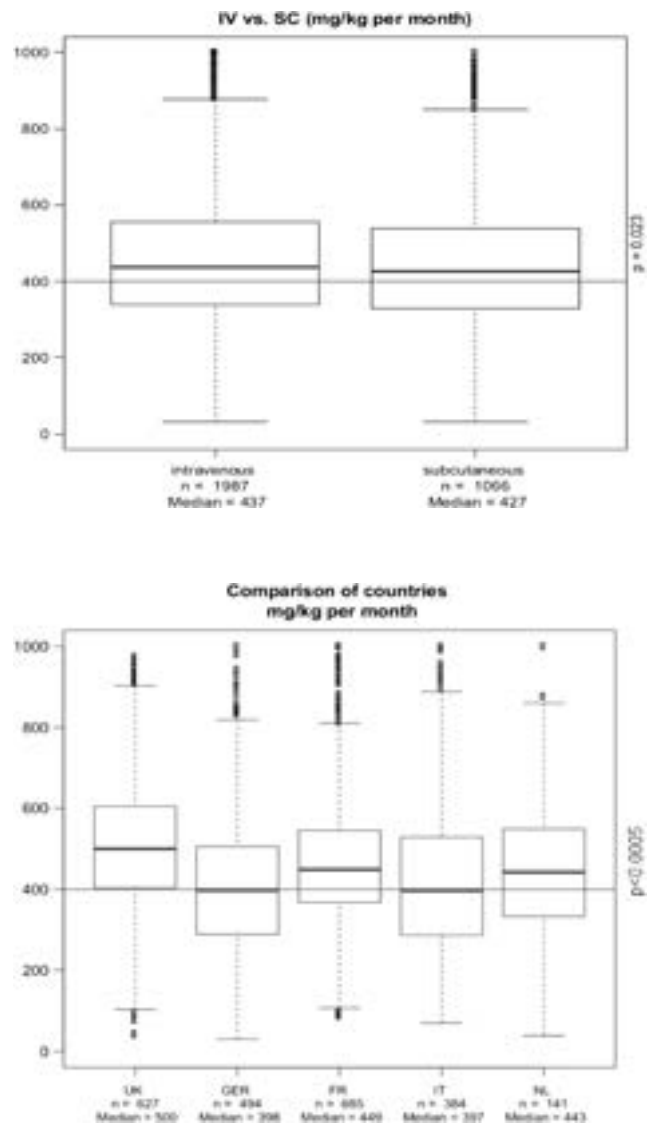 IV vs. SC (mg/kg per month)
1000
800
600
400
200
0
p = 0.023
intravenous subcutaneous
n = 1987 n = 1066
Median = 437 Median = 427
Comparison of countries
mg/kg per month
1000
800
600
400
200
0
p<0.0005
UK GER FR IT NL
n = 627 n = 494 n = 665 n = 384 n = 141
Median = 500 Median = 398 Median = 449 Median = 397 Median = 443